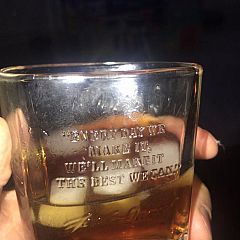 "EVERY DAY WE
MAKE IT,
WE'LL MAKE IT
THE BEST WE CAN."